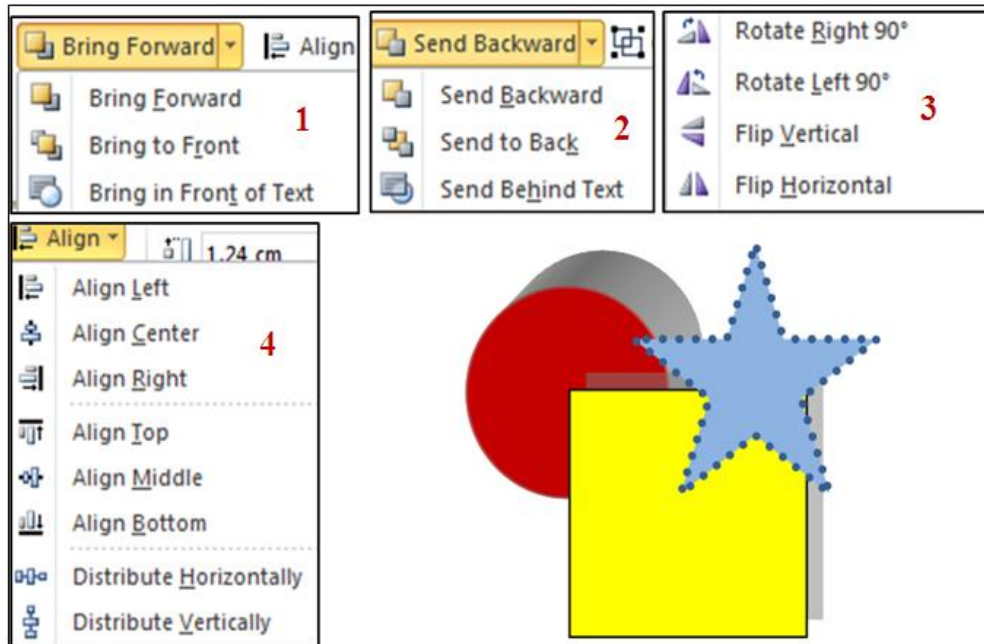 Bring Forward Align
Bring Forward
Bring to Front
Bring in Front of Text
1
Send Backward
Send Backward
Send to Back
Send Behind Text
2
Rotate Right 90°
Rotate Left 90°
Flip Vertical
Flip Horizontal
3
Align 1.24 cm
Align Left
Align Center
Align Right
Align Top
Align Middle
Align Bottom
Distribute Horizontally
Distribute Vertically
4